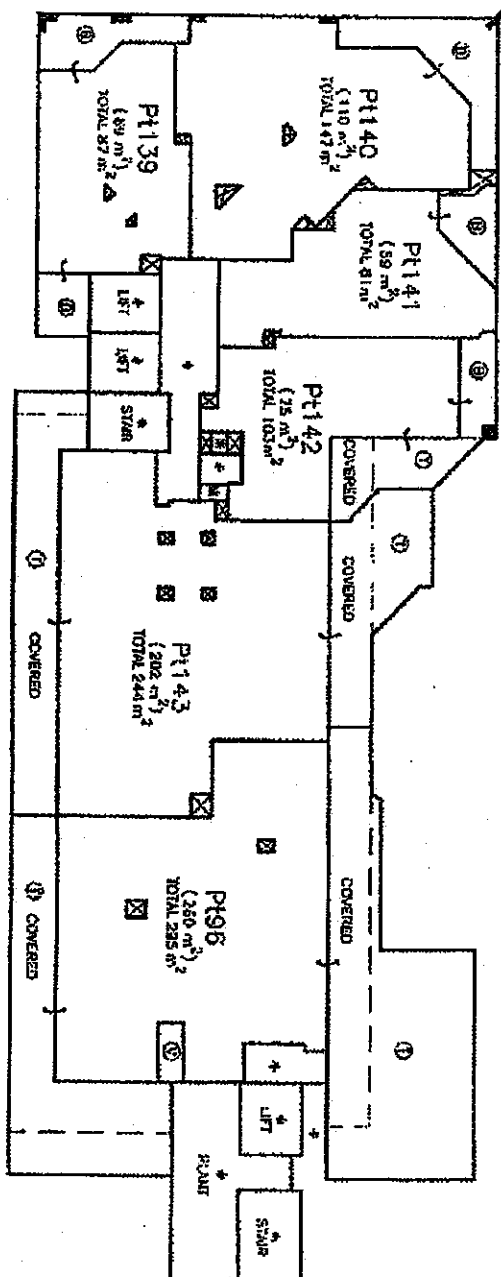 Pt140
(110 m²)
TOTAL 147 m²
Pt141
(59 m²)
TOTAL 81 m²
Pt142
(75 m²)
TOTAL 103 m²
COVERED
T
COVERED
T
COVERED
T
Pt139
(69 m²)
TOTAL 87 m²
LIFT
LIFT
STAIR
Pt143
(202 m²)
TOTAL 244 m²
Pt96
(260 m²)
TOTAL 295 m²
V
LIFT
STAIR
PLANT
COVERED
COVERED